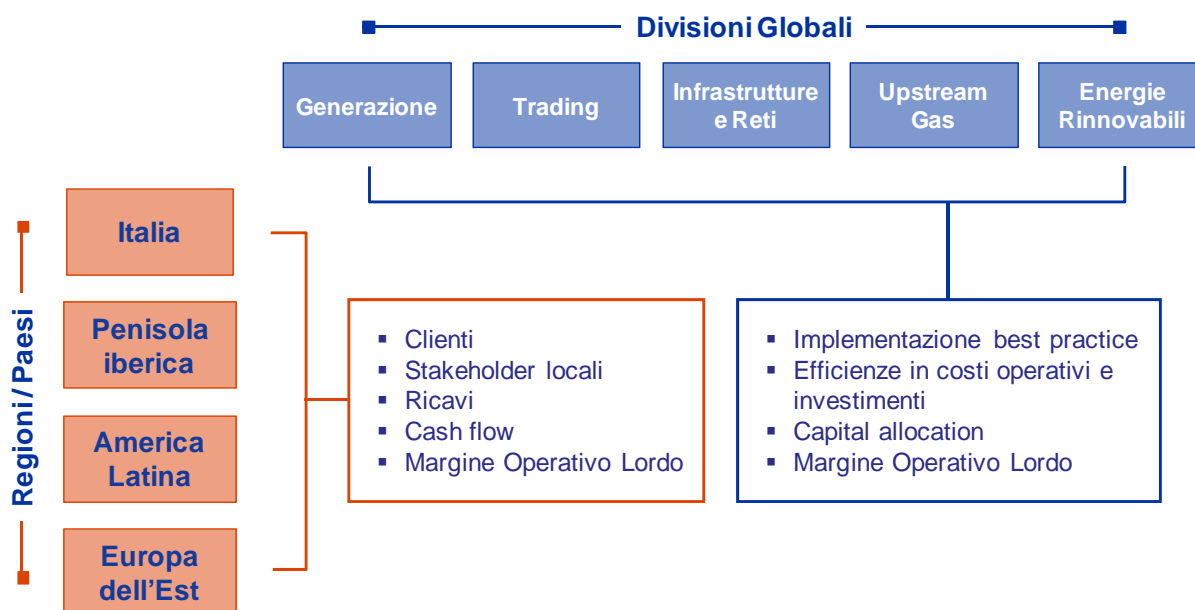 Divisioni Globali
Generazione
Trading
Infrastrutture
e Reti
Upstream
Gas
Energie
Rinnovabili
Regioni / Paesi
Italia
Penisola
iberica
America
Latina
Europa
dell'Est
▪ Clienti
▪ Stakeholder locali
▪ Ricavi
▪ Cash flow
▪ Margine Operativo Lordo
▪ Implementazione best practice
▪ Efficienze in costi operativi e
investimenti
▪ Capital allocation
▪ Margine Operativo Lordo